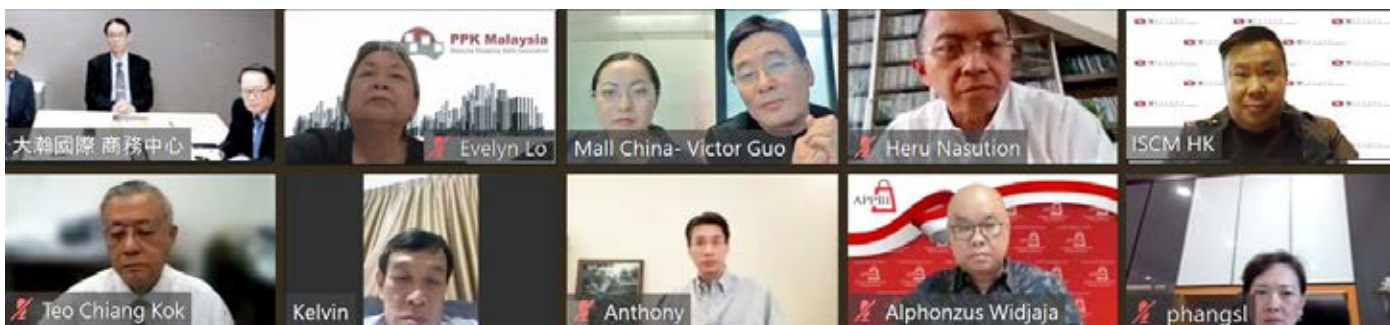 PPK Malaysia
大瀚國際 商務中心
Evelyn Lo
Mall China- Victor Guo
Heru Nasution
ISCM HK
APPBI
Teo Chiang Kok
Kelvin
Anthony
Alphonzus Widjaja
phangsl